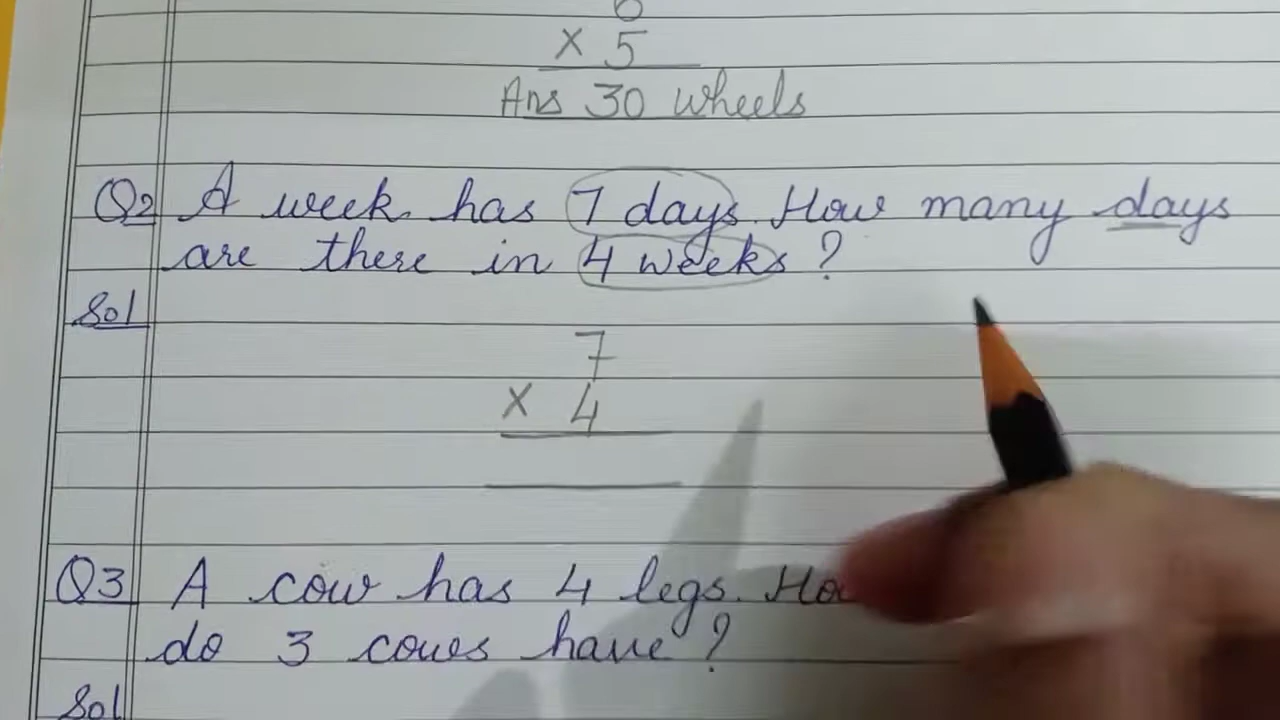 6
× 5
Ans 30 wheels
Q2 A week has 7 days. How many days
are there in 4 weeks ?
Sol
7
× 4
Q3 A cow has 4 legs.
do 3 cows have ?
Sol